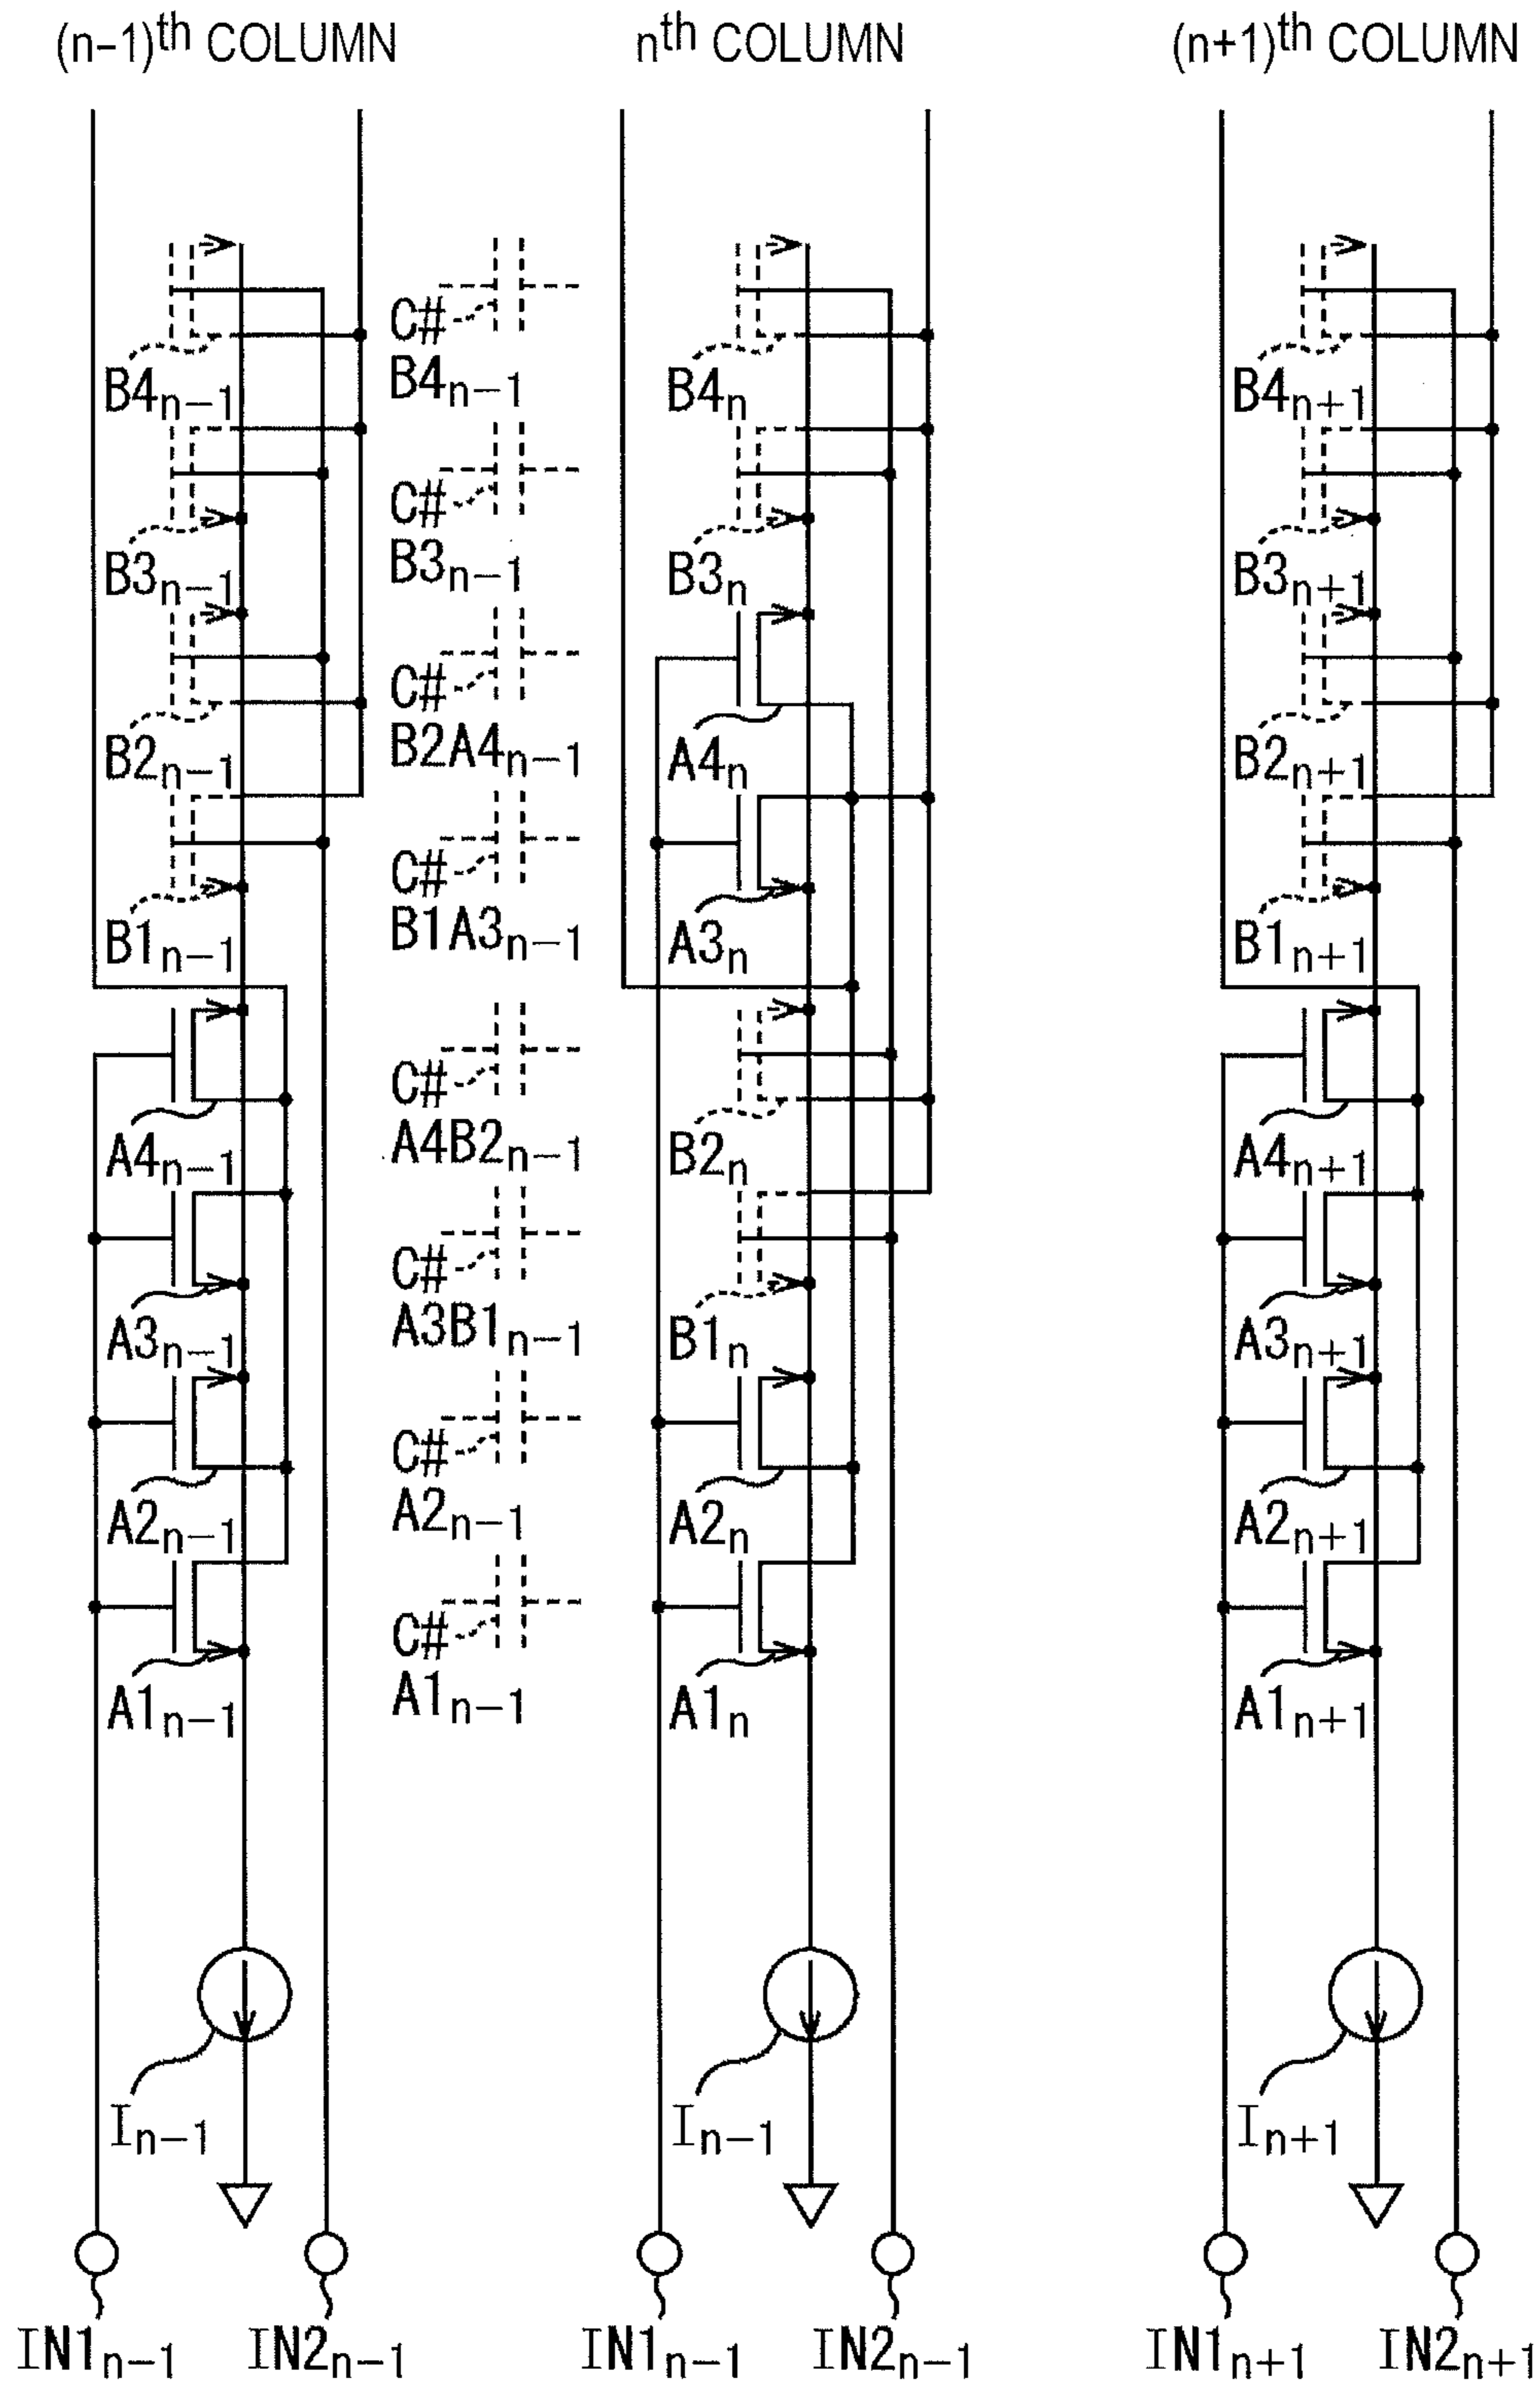 (n-1)th COLUMN nth COLUMN (n+1)th COLUMN
C#
B4n-1 B4n-1 B4n B4n+1
C#
B3n-1 B3n-1 B3n B3n+1
C#
B2n-1 B2A4n-1 A4n B2n+1
C#
B1n-1 B1A3n-1 A3n B1n+1
C#
A4n-1 A4B2n-1 B2n A4n+1
C#
A3n-1 A3B1n-1 B1n A3n+1
C#
A2n-1 A2n-1 A2n A2n+1
C#
A1n-1 A1n-1 A1n A1n+1
In-1 In-1 In+1
IN1n-1 IN2n-1 IN1n-1 IN2n-1 IN1n+1 IN2n+1